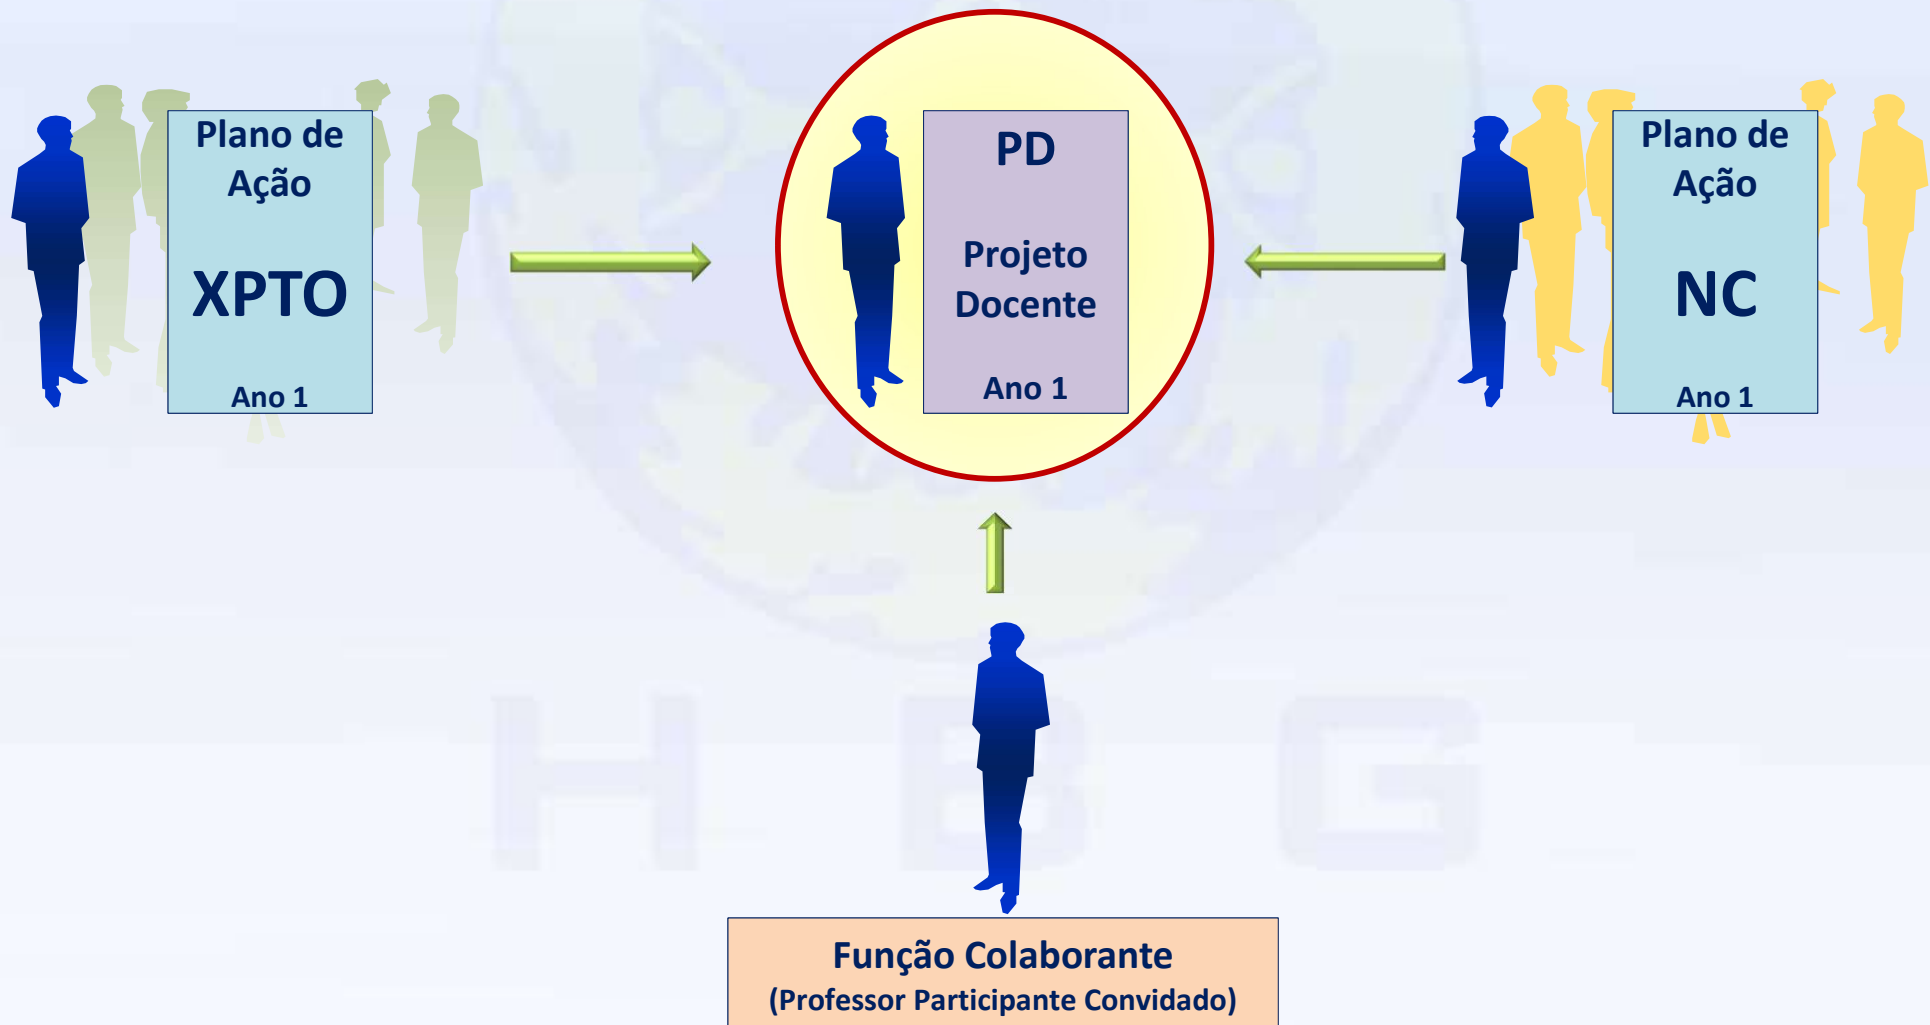 Plano de
Ação
XPTO
Ano 1
PD
Projeto
Docente
Ano 1
Plano de
Ação
NC
Ano 1
H B G
Função Colaborante
(Professor Participante Convidado)